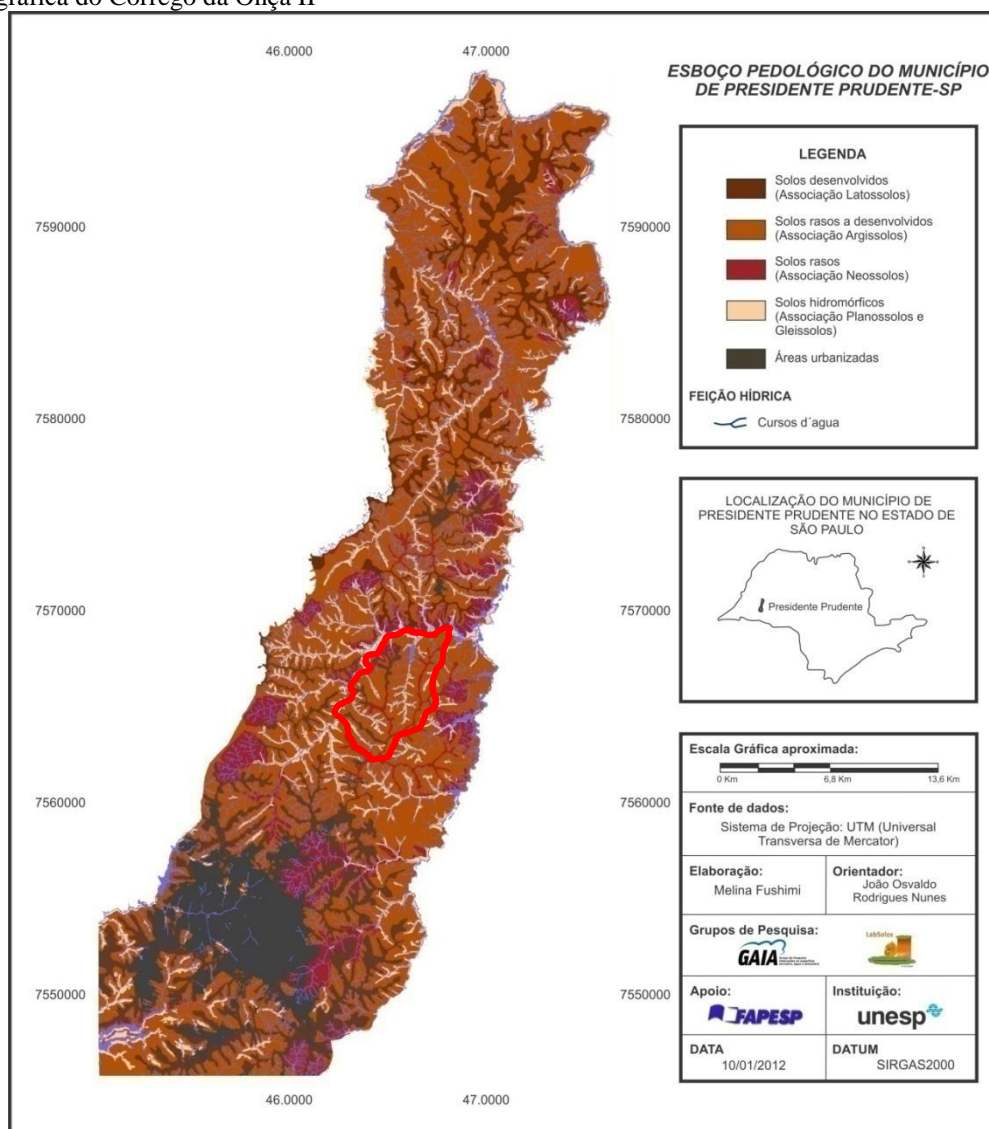 gráfica do Córrego da Onça II
46.0000 47.0000
ESBOÇO PEDOLÓGICO DO MUNICÍPIO
DE PRESIDENTE PRUDENTE-SP
LEGENDA
Solos desenvolvidos
(Associação Latossolos)
Solos rasos a desenvolvidos
(Associação Argissolos)
Solos rasos
(Associação Neossolos)
Solos hidromórficos
(Associação Planossolos e
Gleissolos)
Áreas urbanizadas
FEIÇÃO HÍDRICA
Cursos d´agua
7590000 7590000
7580000 7580000
7570000 7570000
7560000 7560000
7550000 7550000
46.0000 47.0000
LOCALIZAÇÃO DO MUNICÍPIO DE
PRESIDENTE PRUDENTE NO ESTADO DE
SÃO PAULO
Presidente Prudente
Escala Gráfica aproximada:
0 Km 6,8 Km 13,6 Km
Fonte de dados:
Sistema de Projeção: UTM (Universal
Transversa de Mercator)
Elaboração:
Melina Fushimi
Orientador:
João Osvaldo
Rodrigues Nunes
Grupos de Pesquisa:
GAIA
LabSolos
Apoio:
FAPESP
Instituição:
unesp
DATA
10/01/2012
DATUM
SIRGAS2000